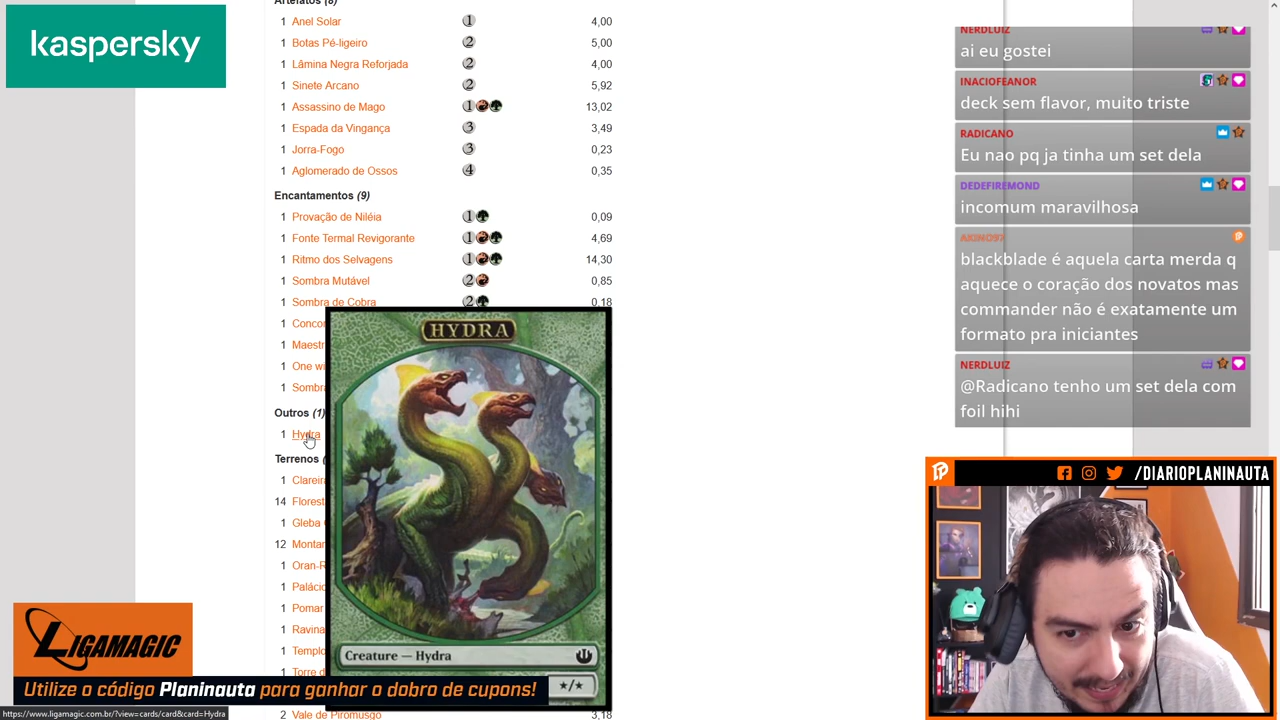 kaspersky
Artefatos (8)
1 Anel Solar 1 4,00
1 Botas Pé-ligeiro 2 5,00
1 Lâmina Negra Reforjada 2 4,00
1 Sinete Arcano 2 5,92
1 Assassino de Mago 1 13,02
1 Espada da Vingança 3 3,49
1 Jorra-Fogo 3 0,23
1 Aglomerado de Ossos 4 0,35
Encantamentos (9)
1 Provação de Niléia 1 0,09
1 Fonte Termal Revigorante 1 4,69
1 Ritmo dos Selvagens 1 14,30
1 Sombra Mutável 2 0,85
1 Sombra de Cobra 2 0,18
1 Conco
1 Maestr
1 One wi
1 Sombra
Outros (1)
1 Hydra
Terrenos (
1 Clareir
14 Florest
1 Gleba
12 Montan
1 Oran-R
1 Palácio
1 Pomar
1 Ravina
1 Templo
1 Torre d
2 Vale de Piromusgo 3,18
HYDRA
Creature — Hydra
*/*
NERDLUIZ
ai eu gostei
INACIOFEANOR
deck sem flavor, muito triste
RADICANO
Eu nao pq ja tinha um set dela
DEDEFIREMOND
incomum maravilhosa
AKINO97
blackblade é aquela carta merda q
aquece o coração dos novatos mas
commander não é exatamente um
formato pra iniciantes
NERDLUIZ
@Radicano tenho um set dela com
foil hihi
/DIARIOPLANINAUTA
LIGAMAGIC
Utilize o código Planinauta para ganhar o dobro de cupons!
https://www.ligamagic.com.br/?view=cards/card&card=Hydra